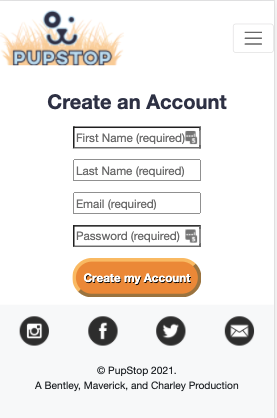 PUPSTOP
Create an Account
First Name (required)
Last Name (required)
Email (required)
Password (required)
Create my Account
© PupStop 2021.
A Bentley, Maverick, and Charley Production